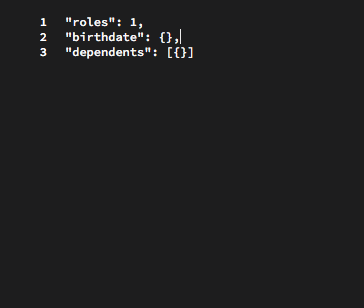 1 "roles": 1,
2 "birthdate": {},
3 "dependents": [{}]